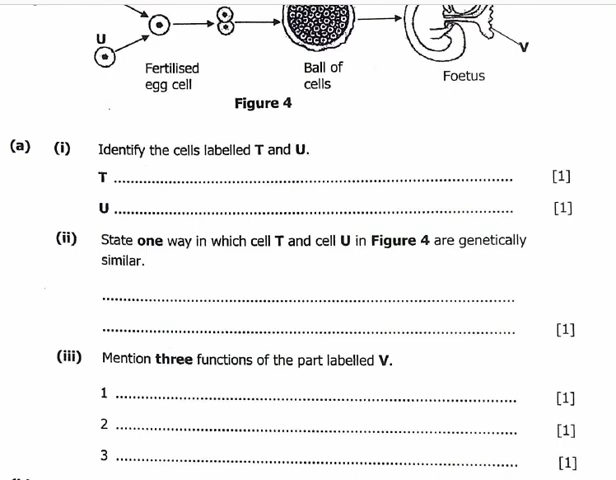 U
V
Fertilised
egg cell
Ball of
cells
Foetus
Figure 4
(a) (i) Identify the cells labelled T and U.
T ........................................ [1]
U ........................................ [1]
(ii) State one way in which cell T and cell U in Figure 4 are genetically
similar.
........................................
........................................ [1]
(iii) Mention three functions of the part labelled V.
1 ........................................ [1]
2 ........................................ [1]
3 ........................................ [1]